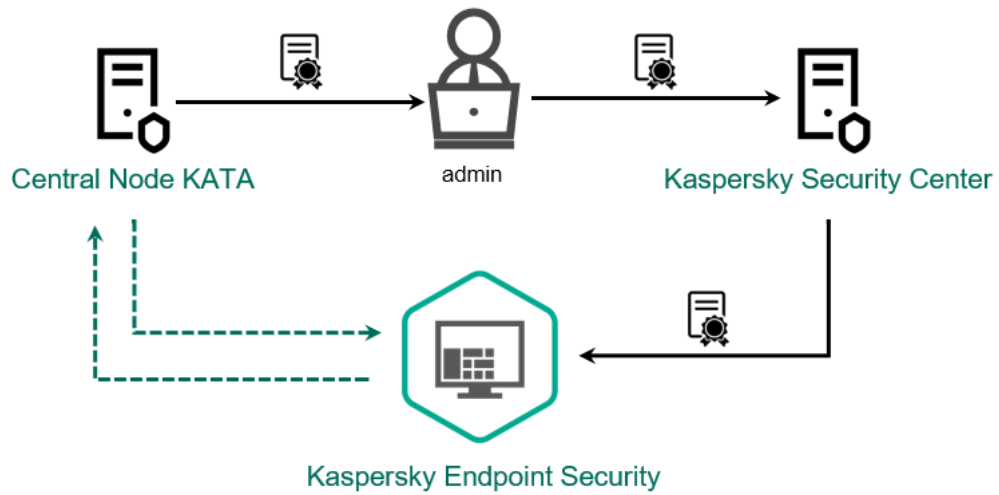 admin
Central Node KATA
Kaspersky Security Center
Kaspersky Endpoint Security